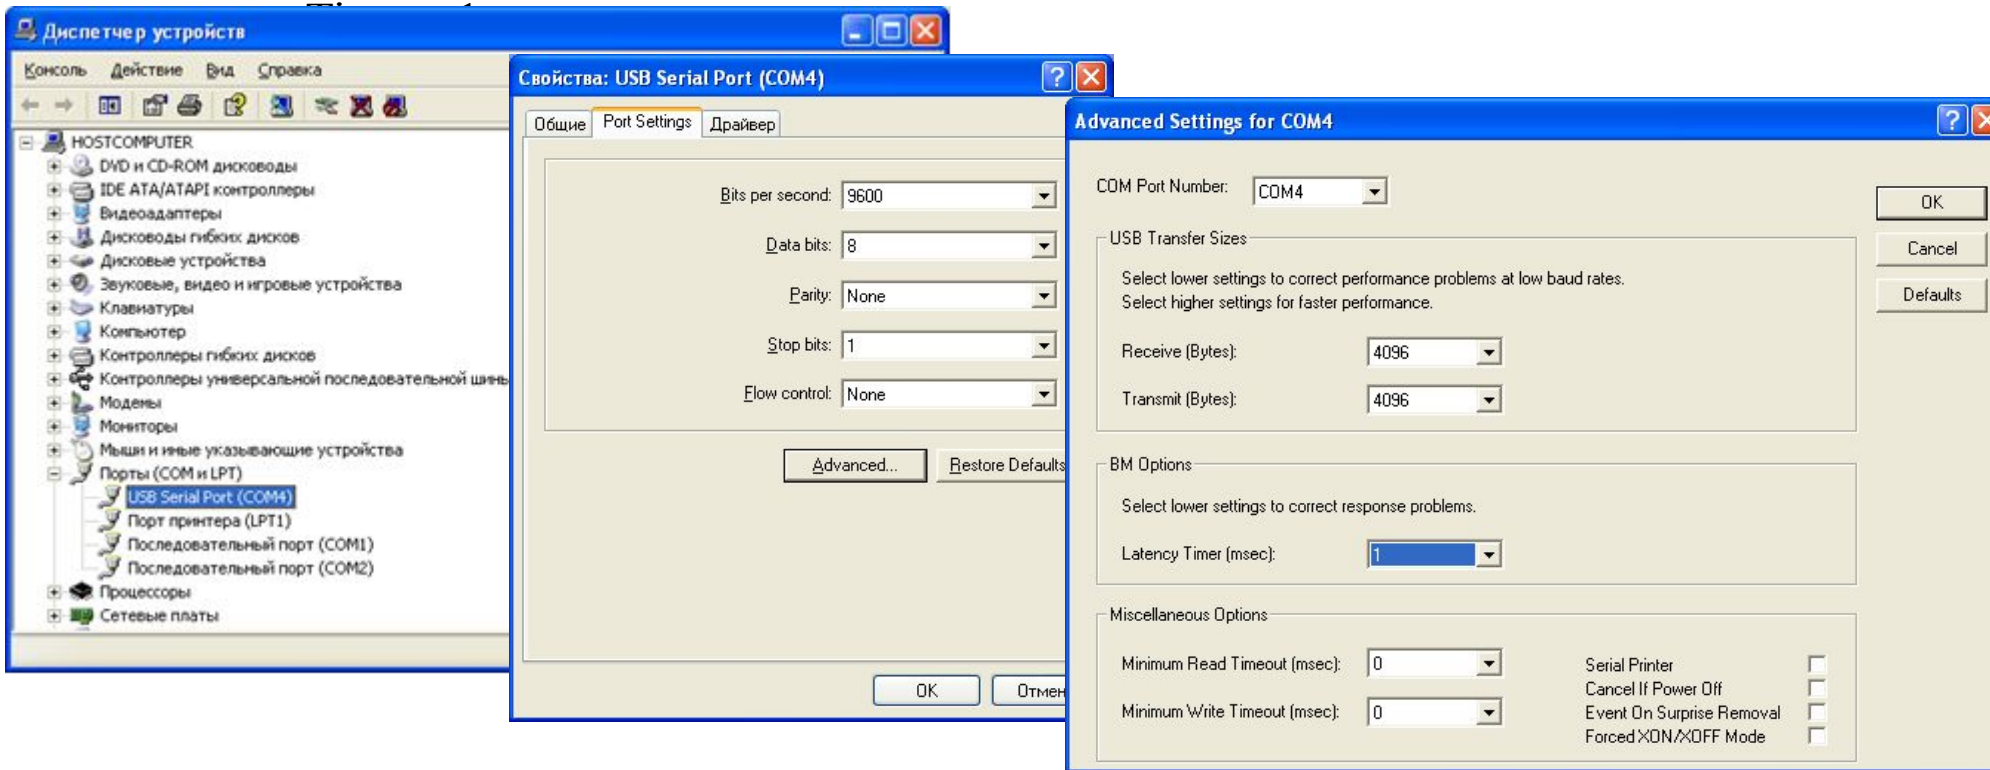 Диспетчер устройств
Консоль Действие Вид Справка
HOSTCOMPUTER
DVD и CD-ROM дисководы
IDE ATA/ATAPI контроллеры
Видеоадаптеры
Дисководы гибких дисков
Дисковые устройства
Звуковые, видео и игровые устройства
Клавиатуры
Компьютер
Контроллеры гибких дисков
Контроллеры универсальной последовательной шины
Модемы
Мониторы
Мыши и иные указывающие устройства
Порты (COM и LPT)
USB Serial Port (COM4)
Порт принтера (LPT1)
Последовательный порт (COM1)
Последовательный порт (COM2)
Процессоры
Сетевые платы
Свойства: USB Serial Port (COM4)
Общие Port Settings Драйвер
Bits per second: 9600
Data bits: 8
Parity: None
Stop bits: 1
Flow control: None
Advanced... Restore Defaults
OK Отмен
Advanced Settings for COM4
COM Port Number: COM4
OK
Cancel
Defaults
USB Transfer Sizes
Select lower settings to correct performance problems at low baud rates.
Select higher settings for faster performance.
Receive (Bytes): 4096
Transmit (Bytes): 4096
BM Options
Select lower settings to correct response problems.
Latency Timer (msec): 1
Miscellaneous Options
Minimum Read Timeout (msec): 0
Minimum Write Timeout (msec): 0
Serial Printer
Cancel If Power Off
Event On Surprise Removal
Forced XON/XOFF Mode